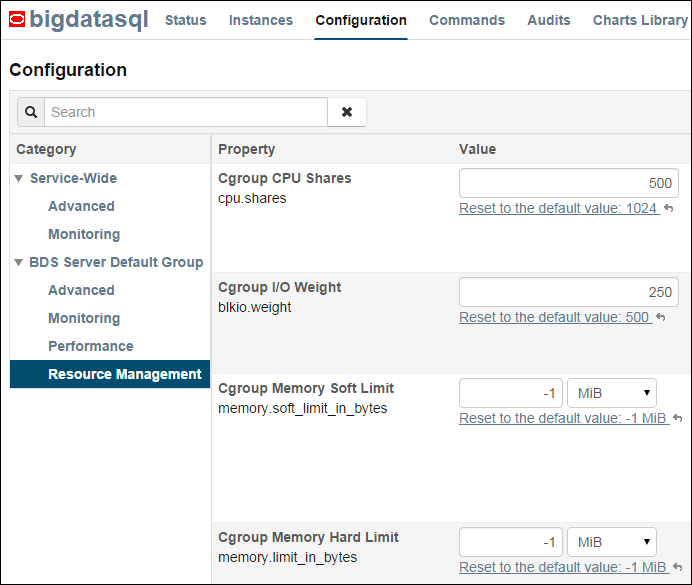 bigdatasql Status Instances Configuration Commands Audits Charts Library
Configuration
Search
Category Property Value
Service-Wide
Advanced
Monitoring
BDS Server Default Group
Advanced
Monitoring
Performance
Resource Management
Cgroup CPU Shares
cpu.shares
500
Reset to the default value: 1024
Cgroup I/O Weight
blkio.weight
250
Reset to the default value: 500
Cgroup Memory Soft Limit
memory.soft_limit_in_bytes
-1 MiB
Reset to the default value: -1 MiB
Cgroup Memory Hard Limit
memory.limit_in_bytes
-1 MiB
Reset to the default value: -1 MiB